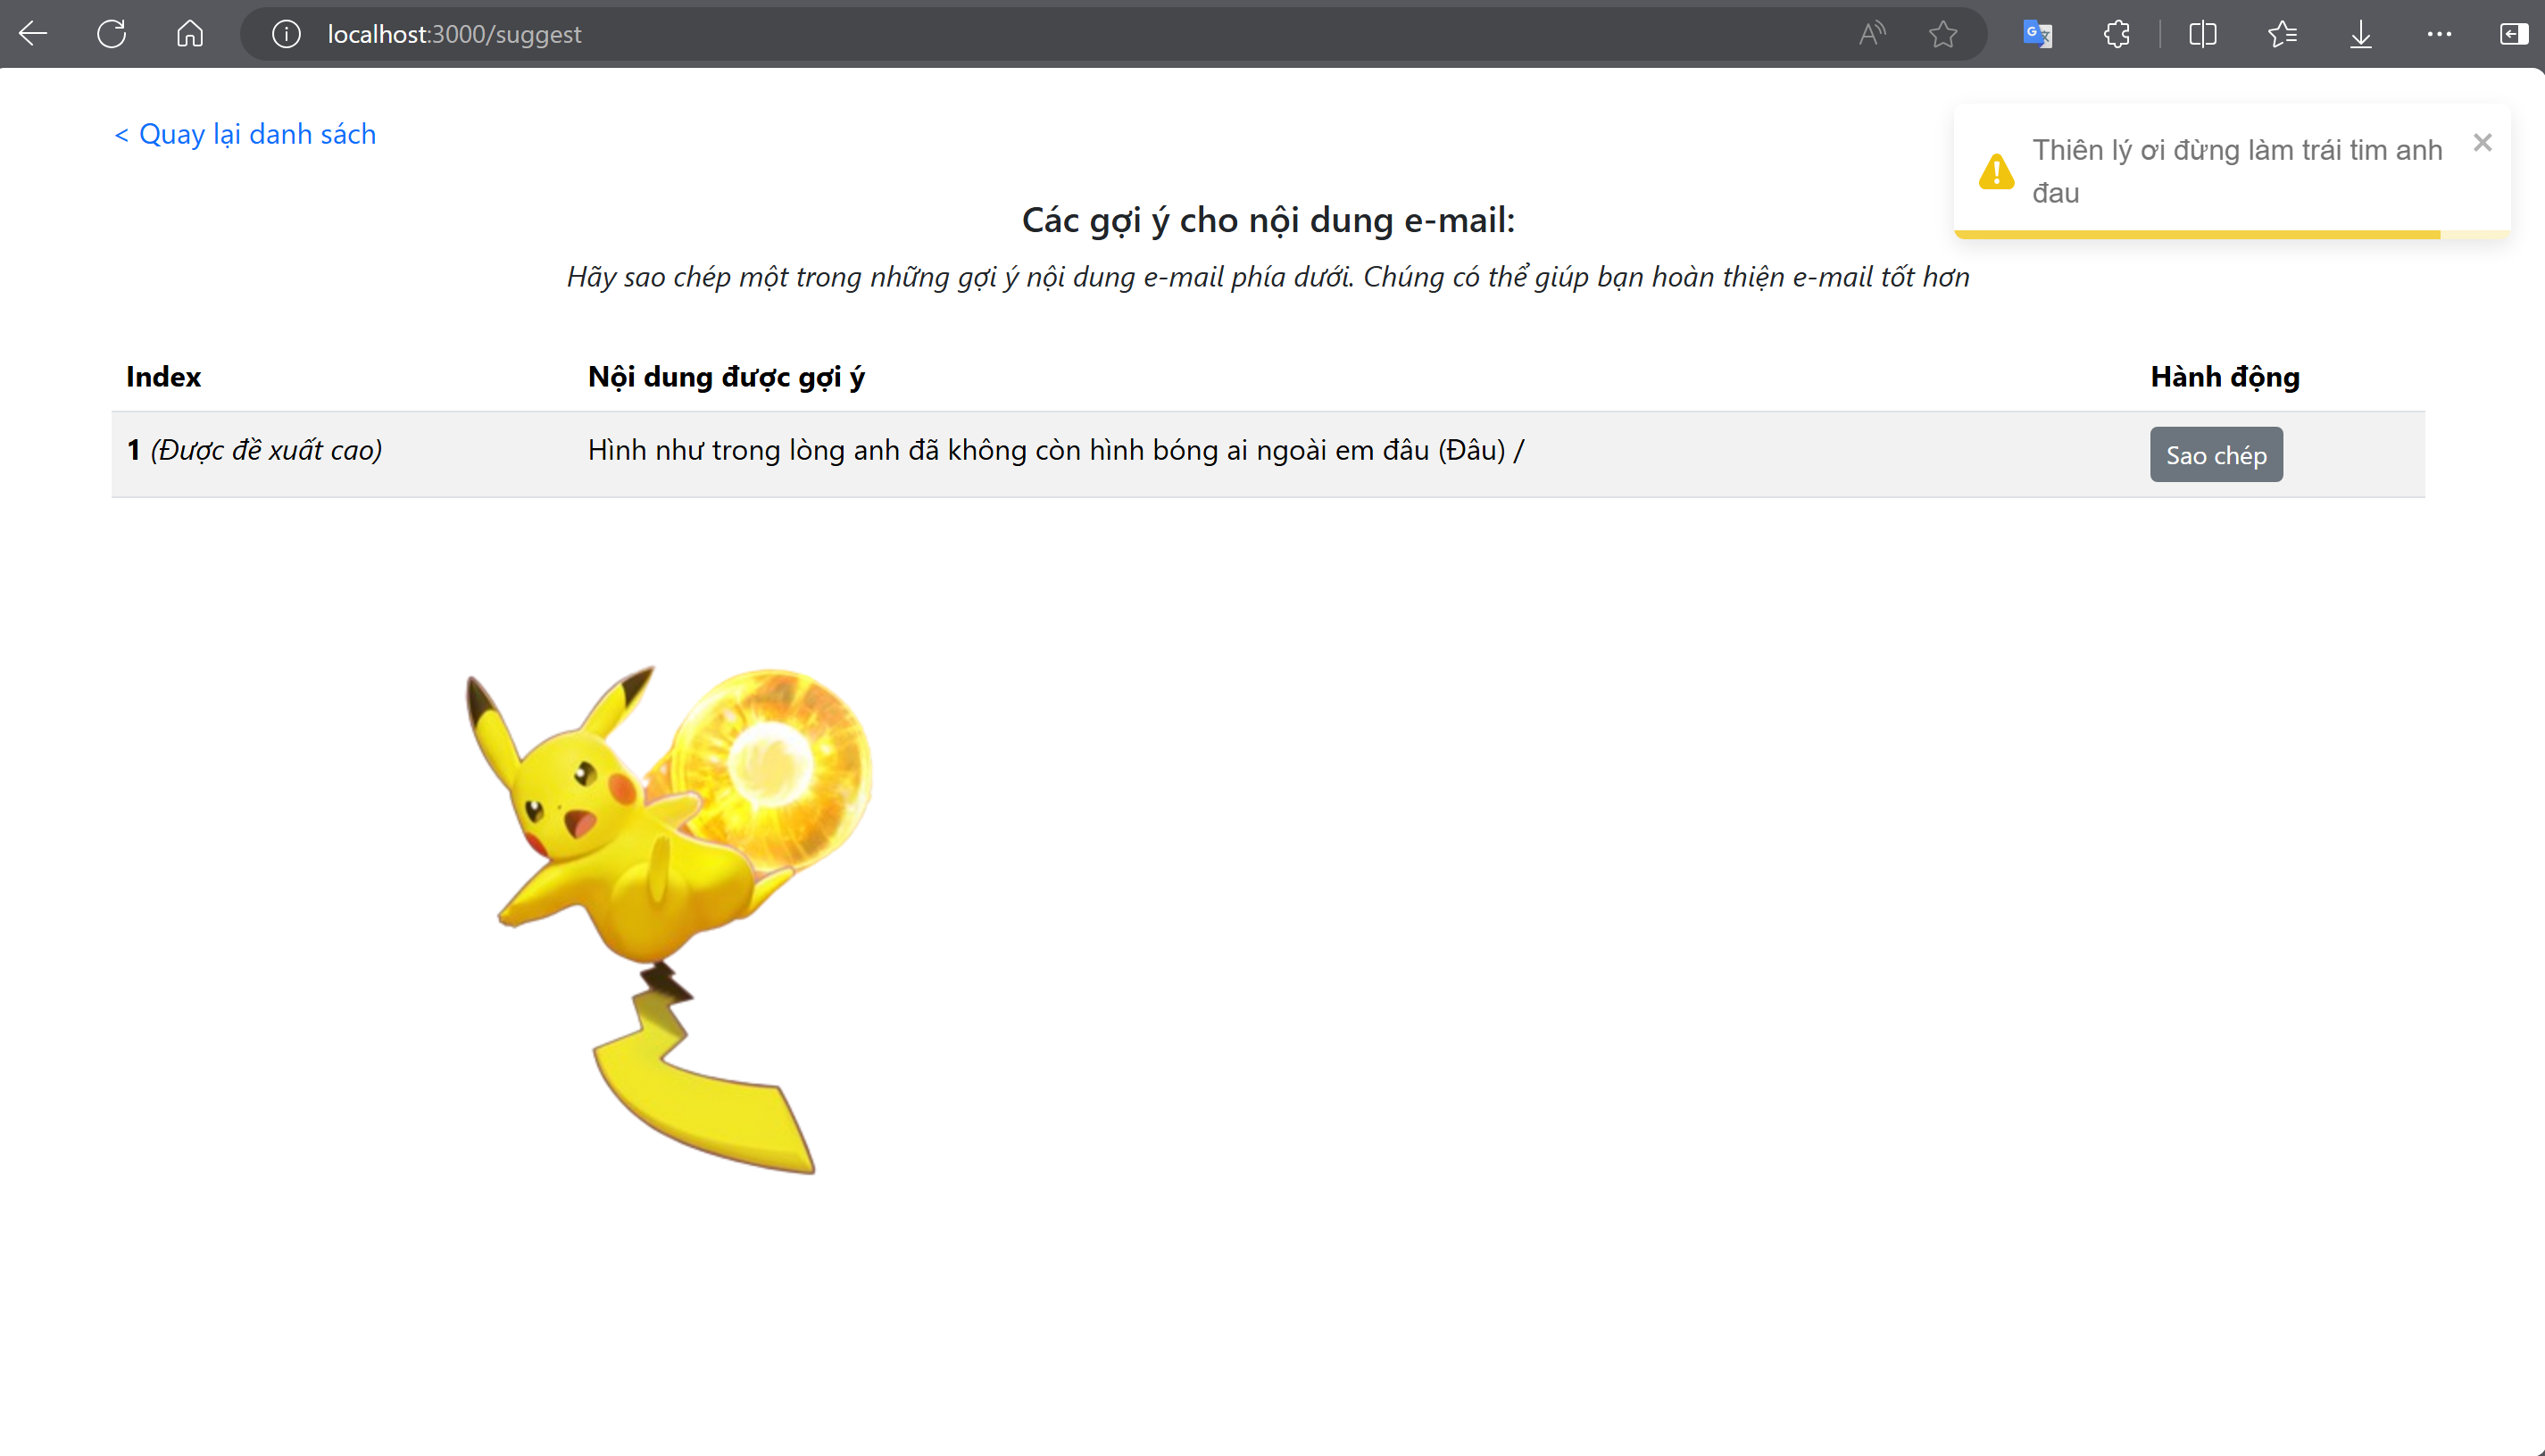 localhost:3000/suggest
< Quay lại danh sách
Thiên lý ơi đừng làm trái tim anh
đau
Các gợi ý cho nội dung e-mail:
Hãy sao chép một trong những gợi ý nội dung e-mail phía dưới. Chúng có thể giúp bạn hoàn thiện e-mail tốt hơn
Index Nội dung được gợi ý Hành động
1 (Được đề xuất cao) Hình như trong lòng anh đã không còn hình bóng ai ngoài em đâu (Đâu) / Sao chép